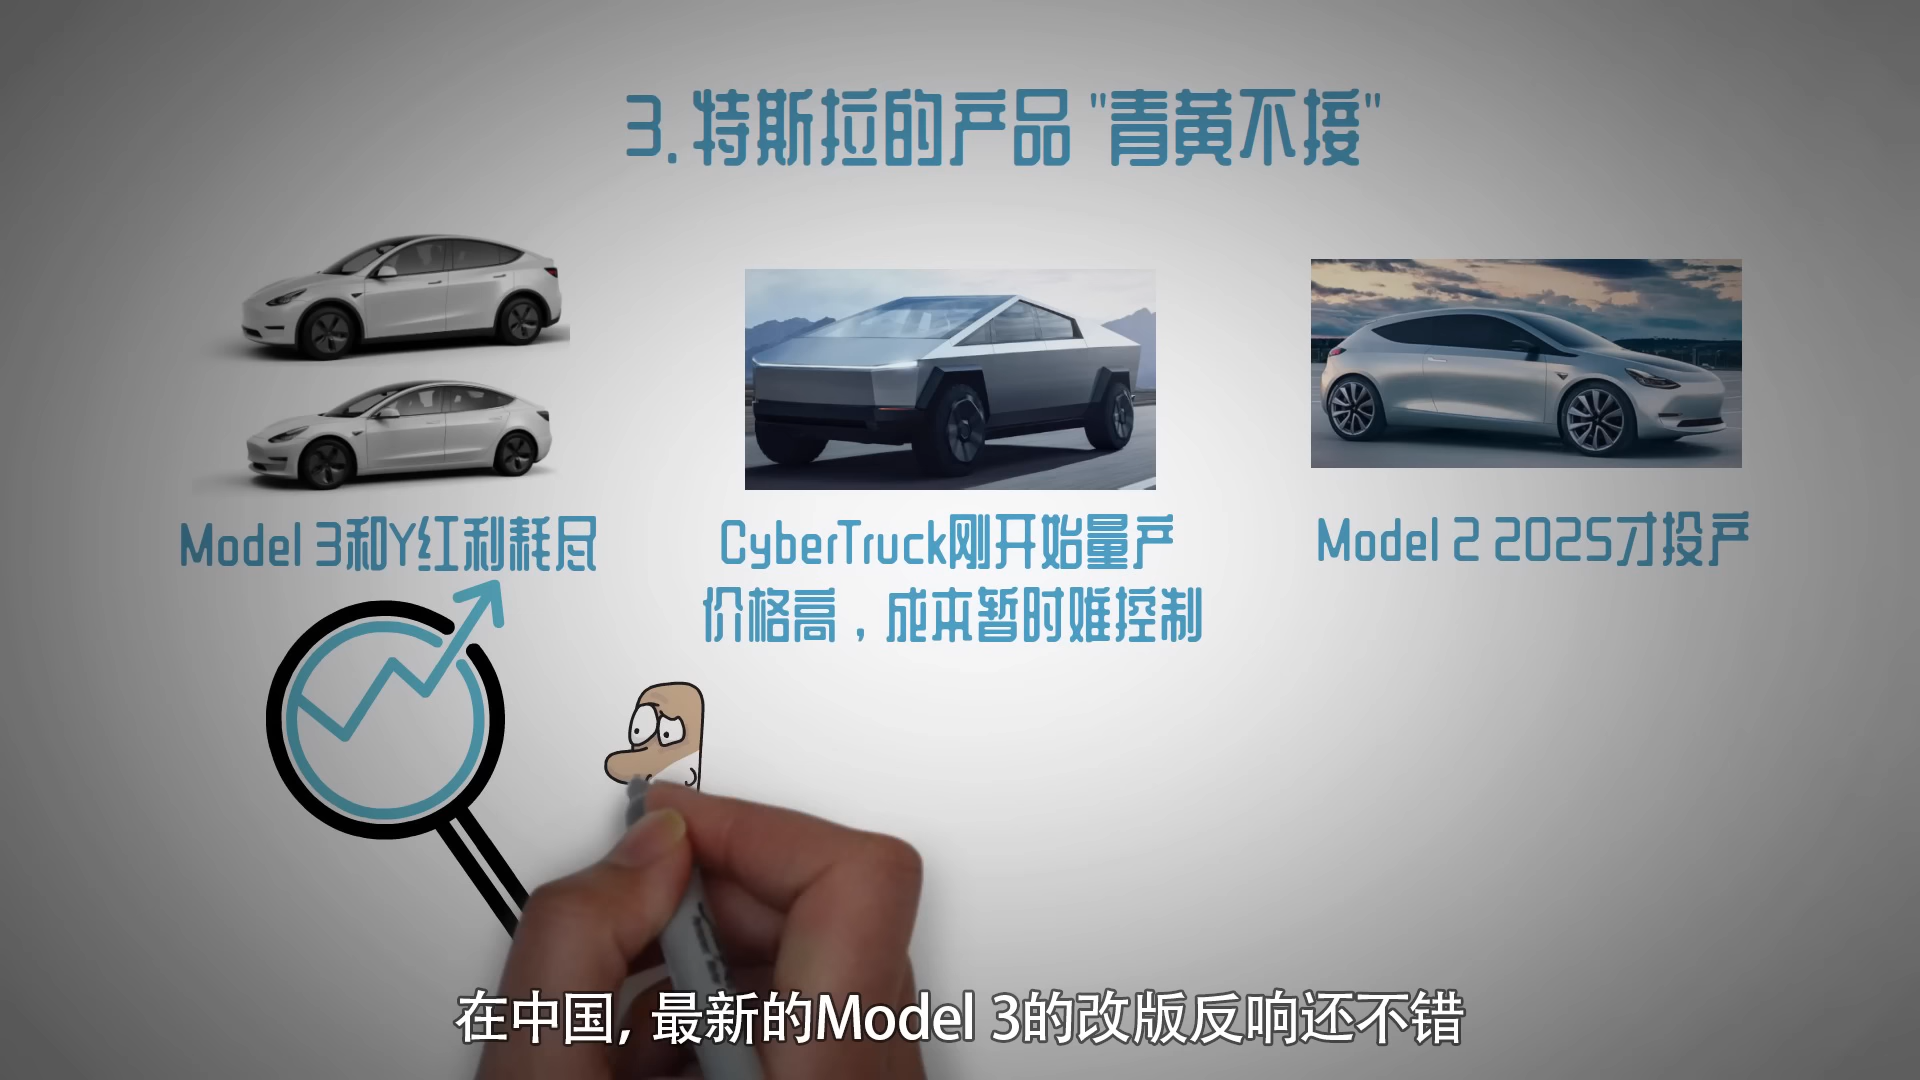 3.特斯拉的产品"青黄不接"
Model 3和Y红利耗尽
CyberTruck刚开始量产
价格高，成本暂时难控制
Model 2 2025才投产
在中国, 最新的Model 3的改版反响还不错